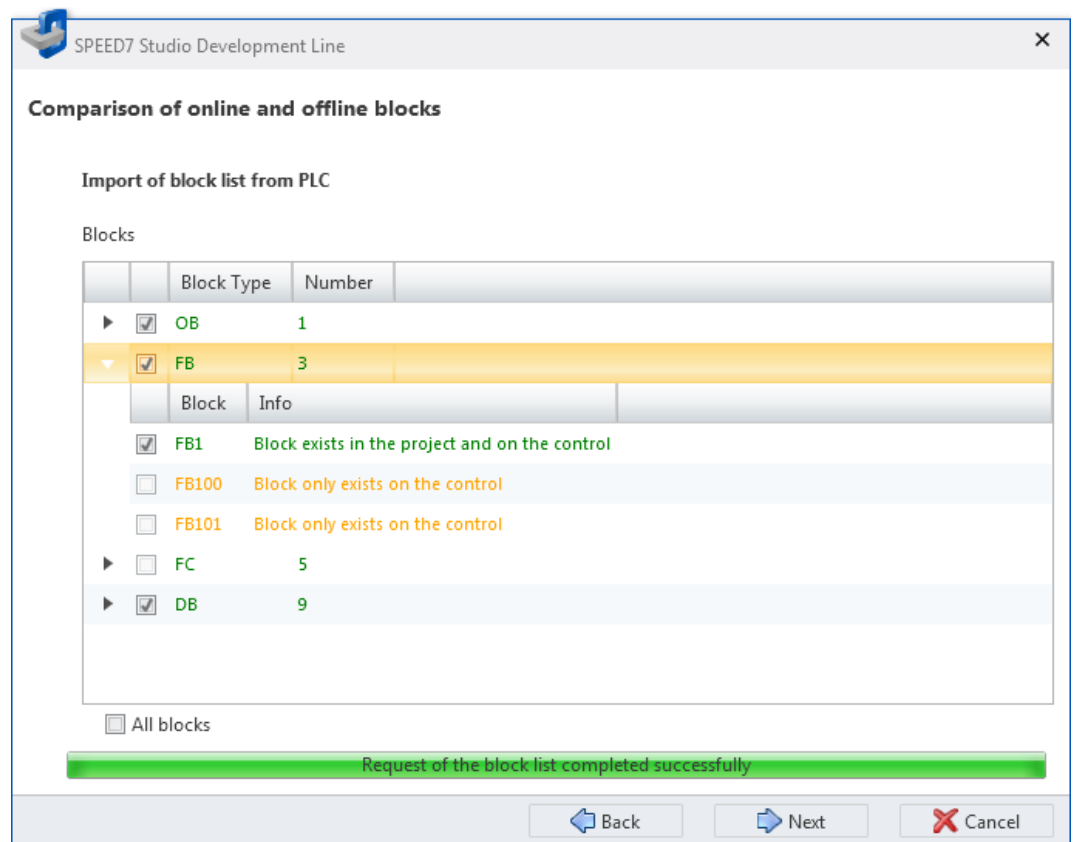 SPEED7 Studio Development Line
Comparison of online and offline blocks
Import of block list from PLC
Blocks
Block Type Number
OB 1
FB 3
Block Info
FB1 Block exists in the project and on the control
FB100 Block only exists on the control
FB101 Block only exists on the control
FC 5
DB 9
All blocks
Request of the block list completed successfully
Back Next Cancel